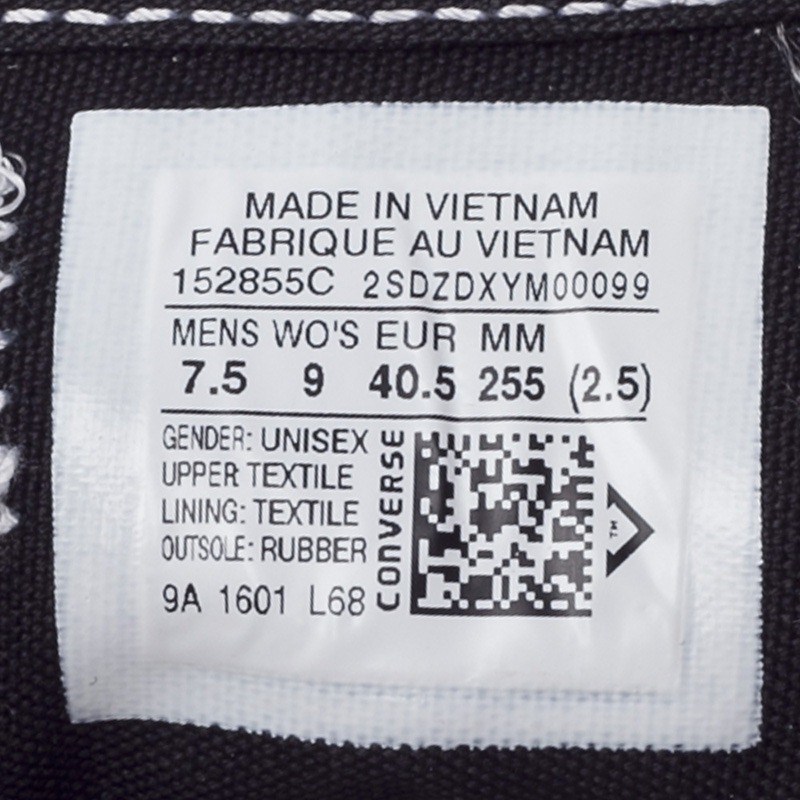 MADE IN VIETNAM
FABRIQUE AU VIETNAM
152855C 2SDZDXYM00099
MENS WO'S EUR MM
7.5 9 40.5 255 (2.5)
GENDER: UNISEX
UPPER TEXTILE
LINING: TEXTILE
OUTSOLE: RUBBER
9A 1601 L68
CONVERSE
TM